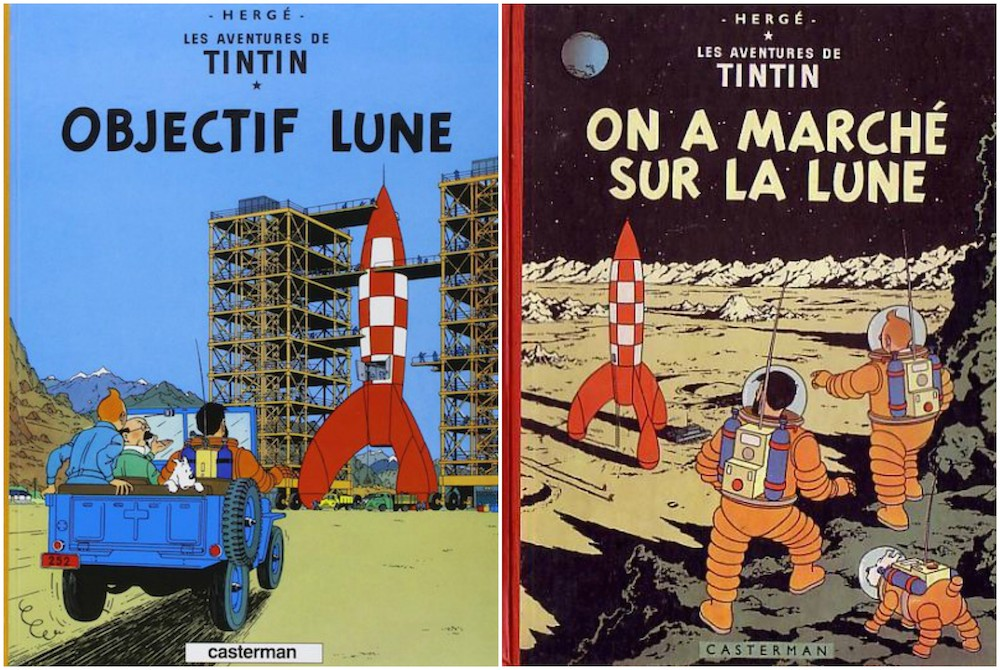 - HERGÉ -
LES AVENTURES DE
TINTIN
OBJECTIF LUNE
252
casterman
- HERGÉ -
LES AVENTURES DE
TINTIN
ON A MARCHÉ
SUR LA LUNE
CASTERMAN